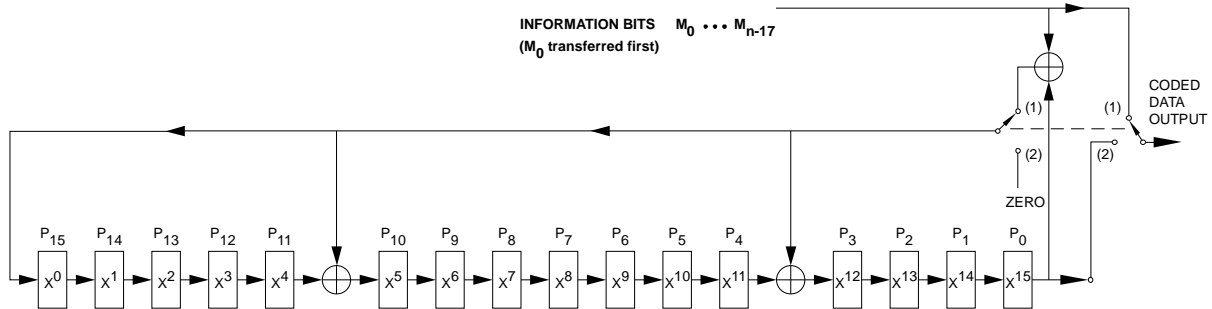 INFORMATION BITS M0 • • • Mn-17
(M0 transferred first)
CODED
DATA
OUTPUT
(1)
(1)
(2)
(2)
ZERO
P15 P14 P13 P12 P11 P10 P9 P8 P7 P6 P5 P4 P3 P2 P1 P0
X0 X1 X2 X3 X4 X5 X6 X7 X8 X9 X10 X11 X12 X13 X14 X15